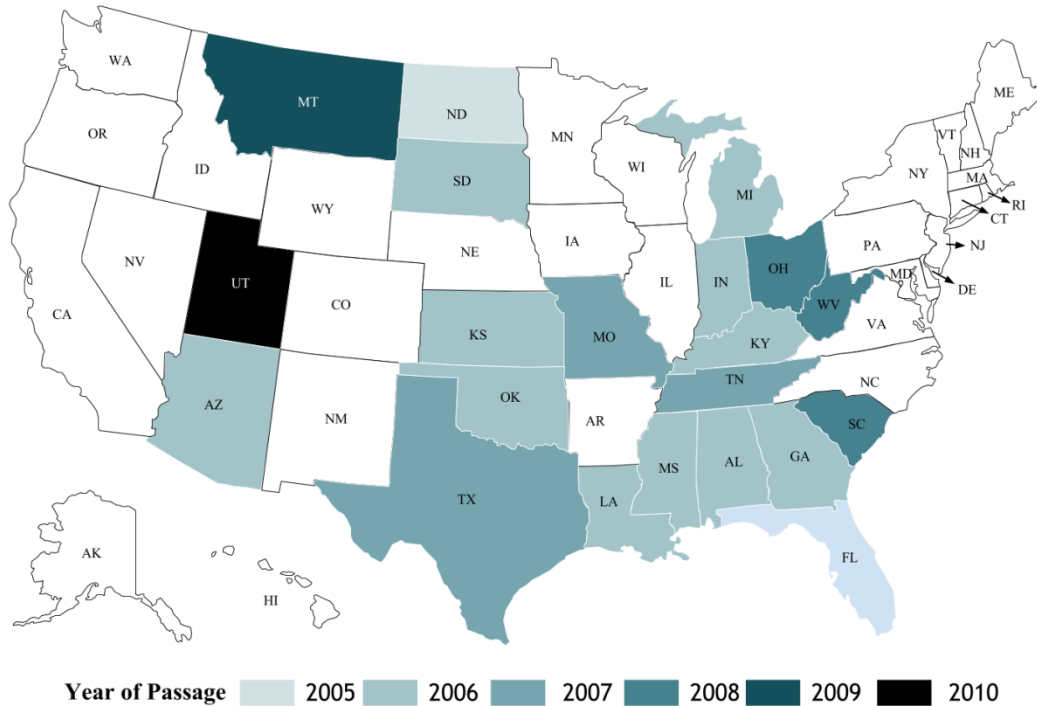 WA
MT
ND
MN
ME
OR
ID
SD
WI
MI
NY
VT
NH
MA
RI
CT
WY
NE
IA
PA
NJ
NV
UT
CO
IL
IN
OH
MD
DE
CA
KS
MO
WV
VA
KY
AZ
NM
OK
AR
TN
NC
SC
TX
LA
MS
AL
GA
FL
AK
HI
Year of Passage 2005 2006 2007 2008 2009 2010